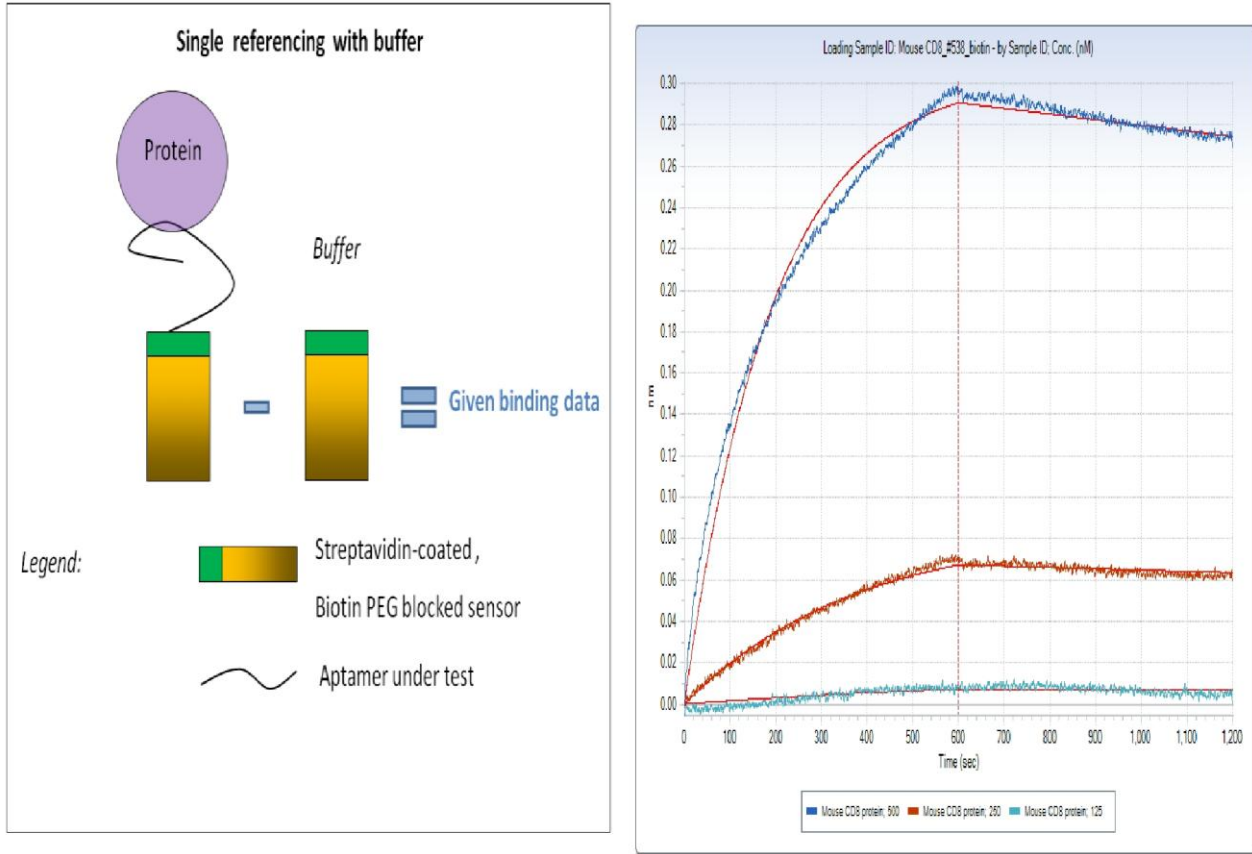 Single referencing with buffer
Protein
Buffer
Given binding data
Legend:
Streptavidin-coated ,
Biotin PEG blocked sensor
Aptamer under test
Loading Sample ID: Mouse CD8_#538_biotin - by Sample ID; Conc. (nM)
0.30
0.28
0.26
0.24
0.22
0.20
0.18
0.16
0.14
0.12
0.10
0.08
0.06
0.04
0.02
0.00
nm
0 100 200 300 400 500 600 700 800 900 1,000 1,100 1,200
Time (sec)
Mouse CD8 protein; 500 Mouse CD8 protein; 250 Mouse CD8 protein; 125